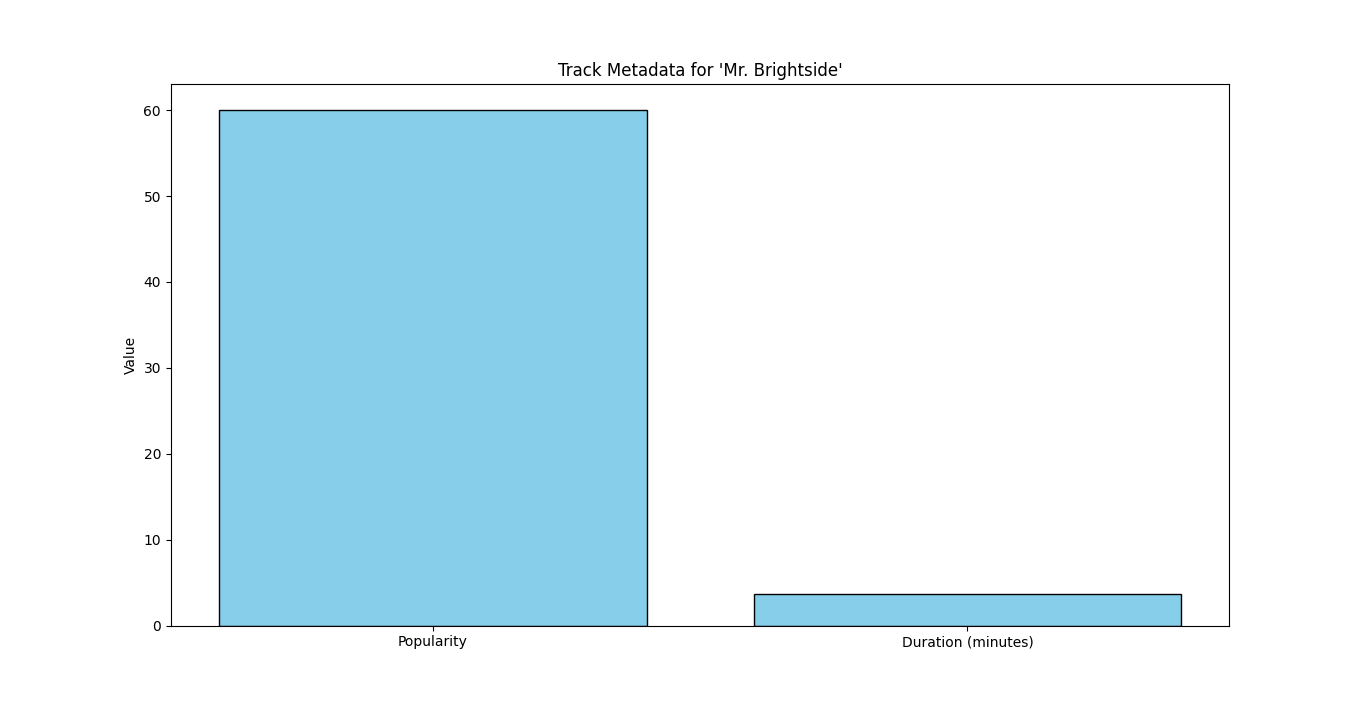 Track Metadata for 'Mr. Brightside'
60
50
40
30
20
10
0
Value
Popularity
Duration (minutes)